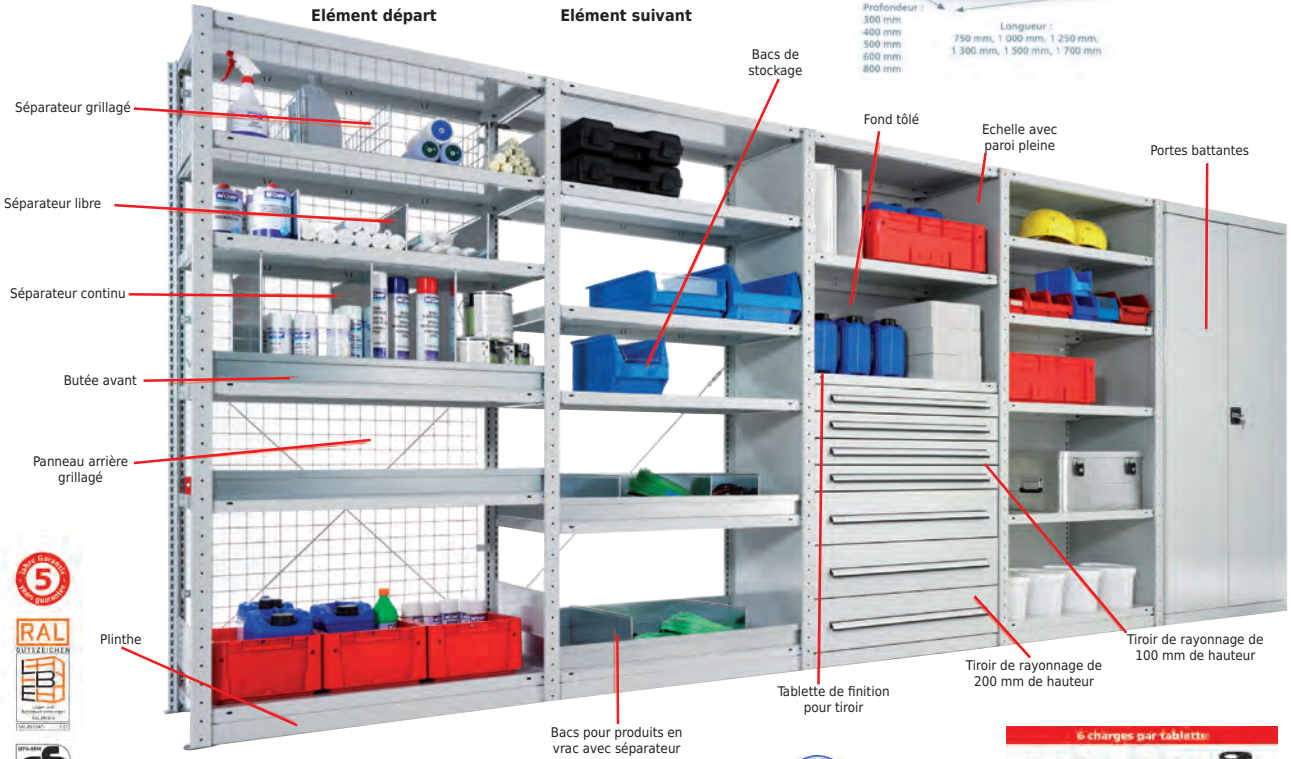 Elément départ
Elément suivant
Profondeur :
300 mm
400 mm
500 mm
600 mm
800 mm
Longueur :
750 mm, 1 000 mm, 1 250 mm,
1 300 mm, 1 500 mm, 1 700 mm
Bacs de
stockage
Séparateur grillagé
Fond tôlé
Echelle avec
paroi pleine
Portes battantes
Séparateur libre
Séparateur continu
Butée avant
Panneau arrière
grillagé
Jahre Garantie
5
years guarantee
RAL
GÜTEZEICHEN
Plinthe
Tiroir de rayonnage de
100 mm de hauteur
Tiroir de rayonnage de
200 mm de hauteur
Tablette de finition
pour tiroir
Bacs pour produits en
vrac avec séparateur
6 charges par tablette